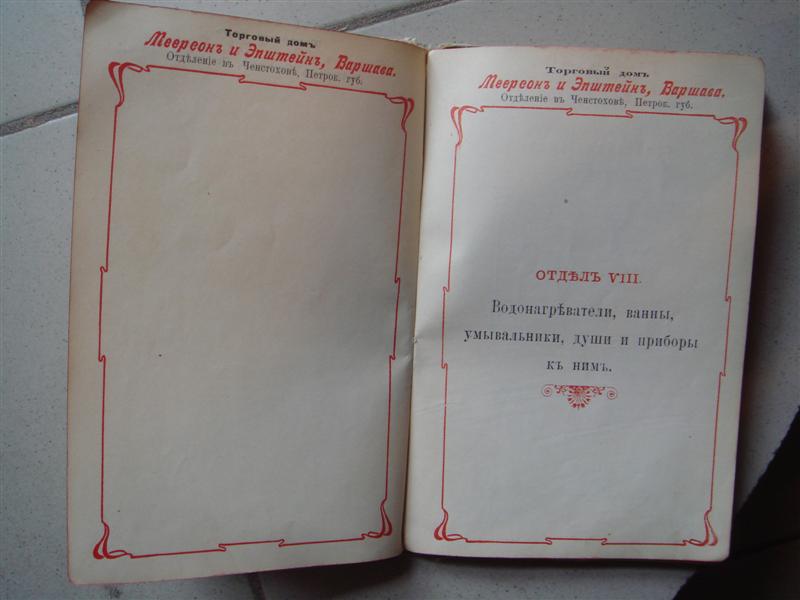 Торговый домъ
Меерсонъ и Эпштейнъ, Варшава.
Отдѣленіе въ Ченстоховѣ, Петрок. губ.
Торговый домъ
Меерсонъ и Эпштейнъ, Варшава.
Отдѣленіе въ Ченстоховѣ, Петрок. губ.
ОТДѢЛЪ VIII.
Водонагрѣватели, ванны,
умывальники, души и приборы
къ нимъ.